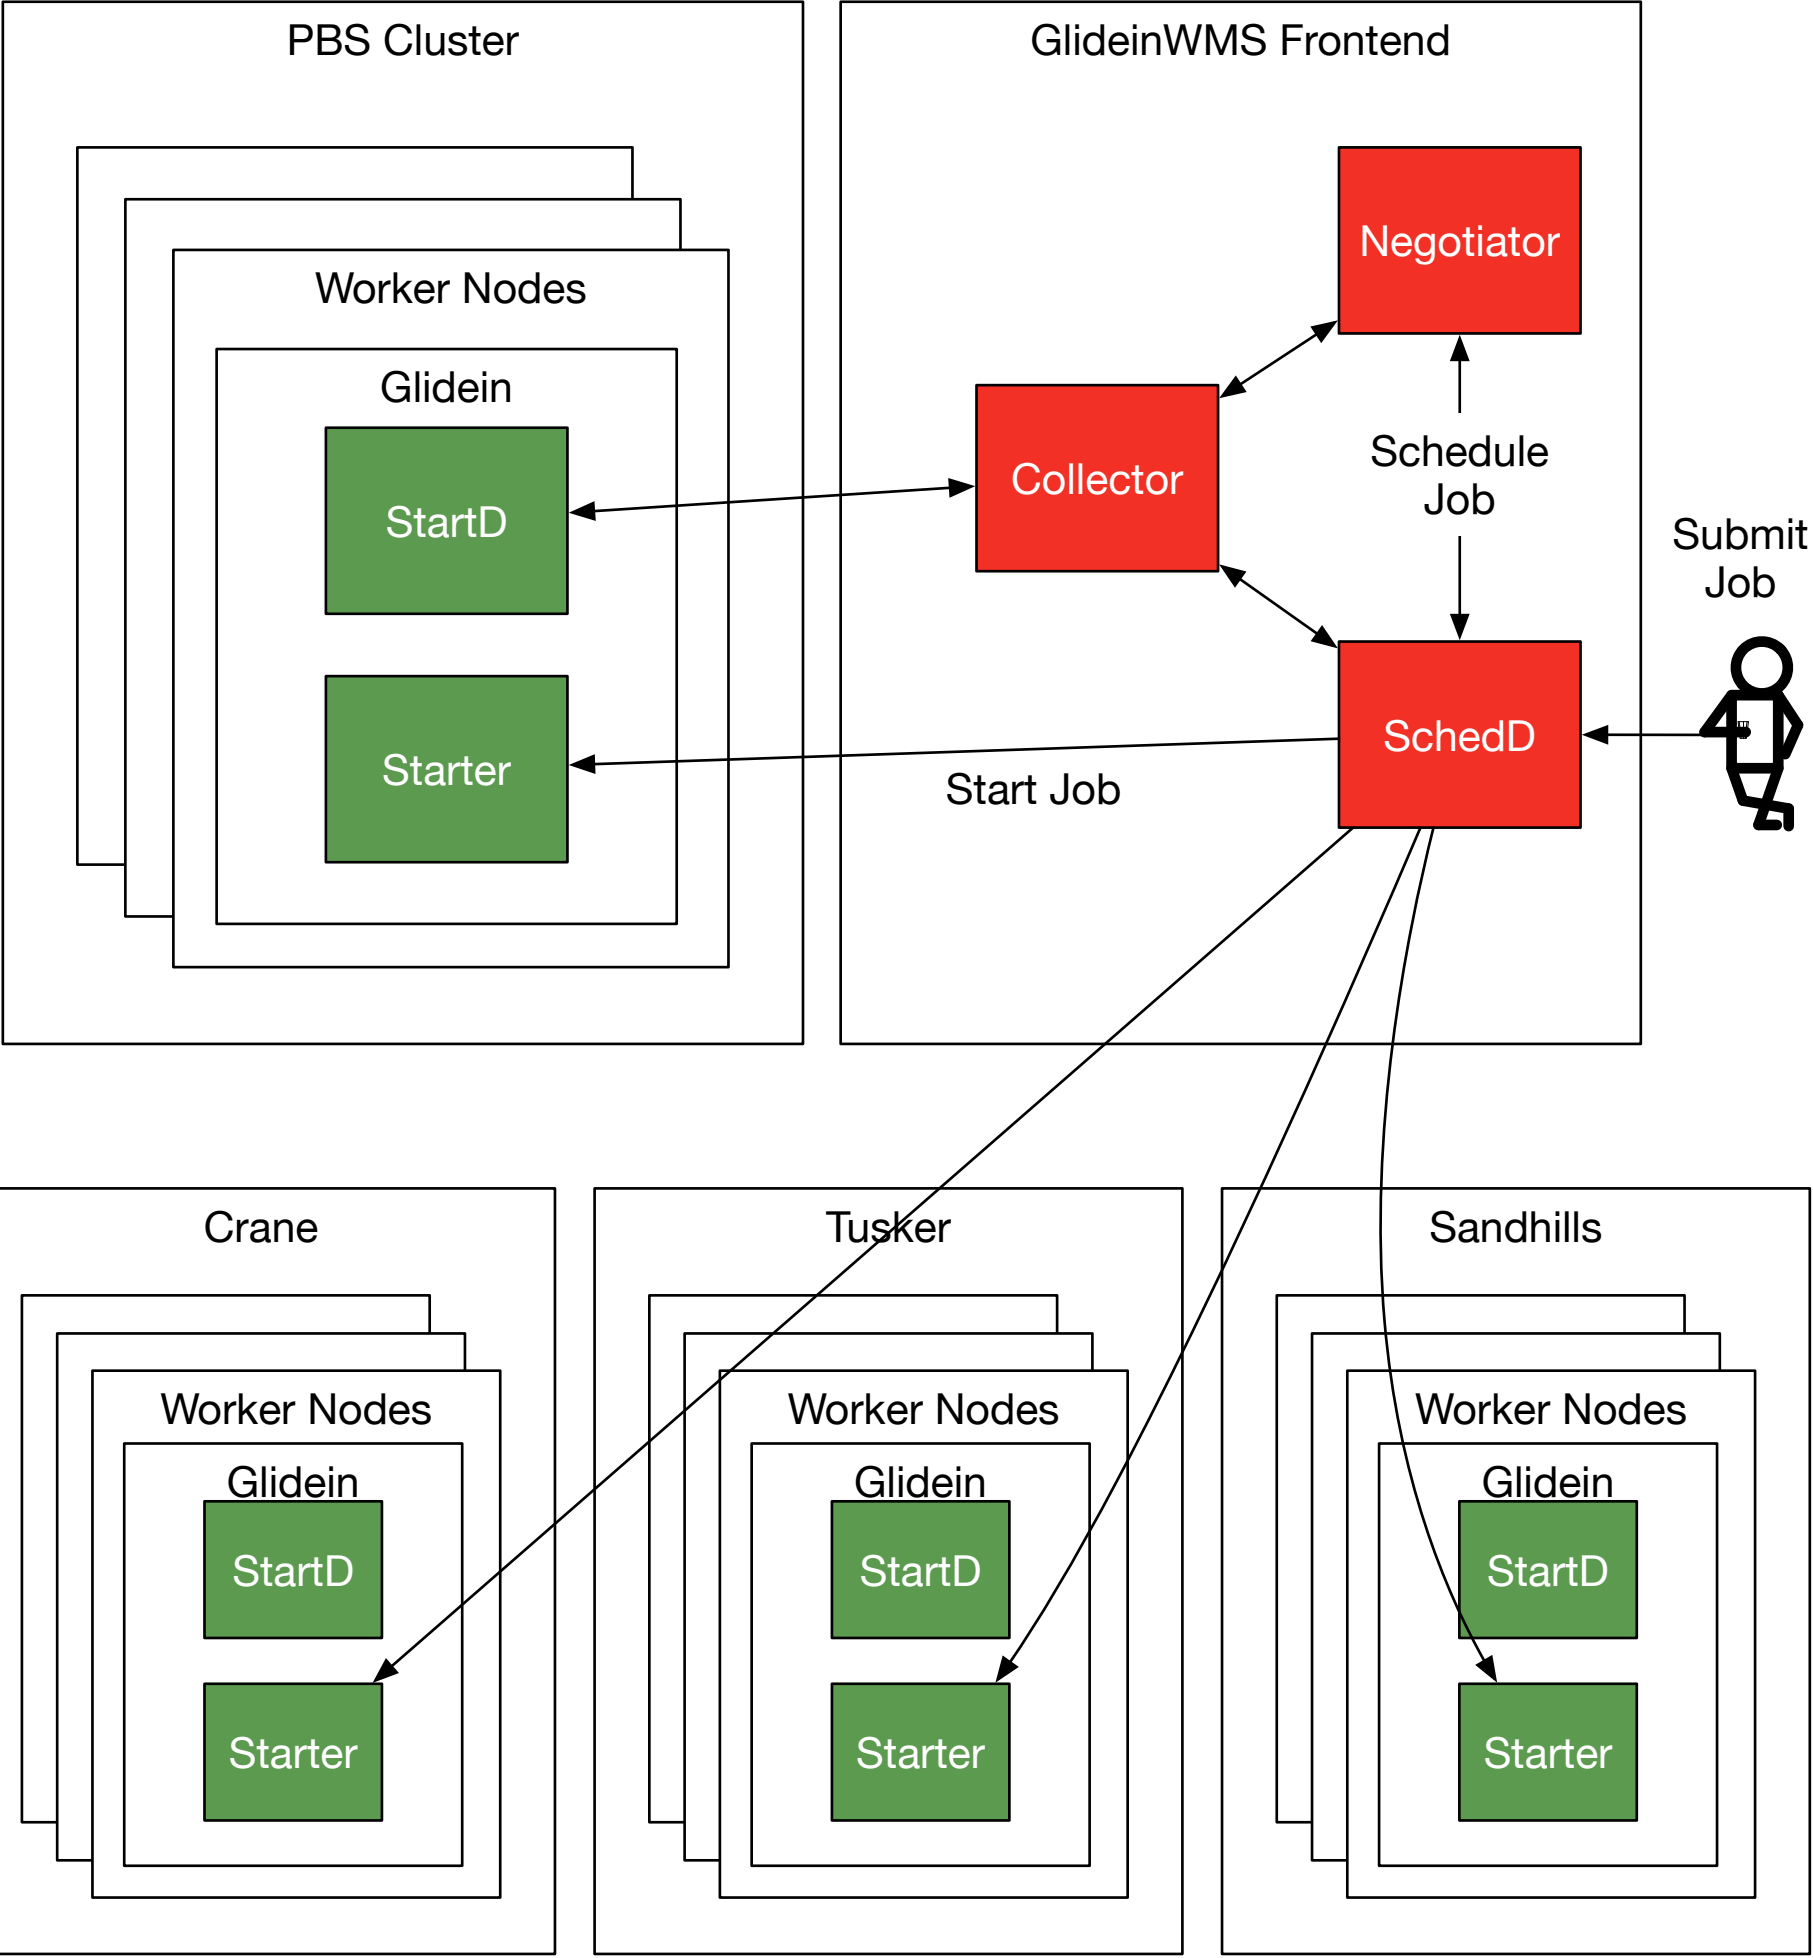 PBS Cluster
Worker Nodes
Glidein
StartD
Starter
GlideinWMS Frontend
Negotiator
Collector
Schedule
Job
SchedD
Start Job
Submit
Job
Crane
Worker Nodes
Glidein
StartD
Starter
Tusker
Worker Nodes
Glidein
StartD
Starter
Sandhills
Worker Nodes
Glidein
StartD
Starter